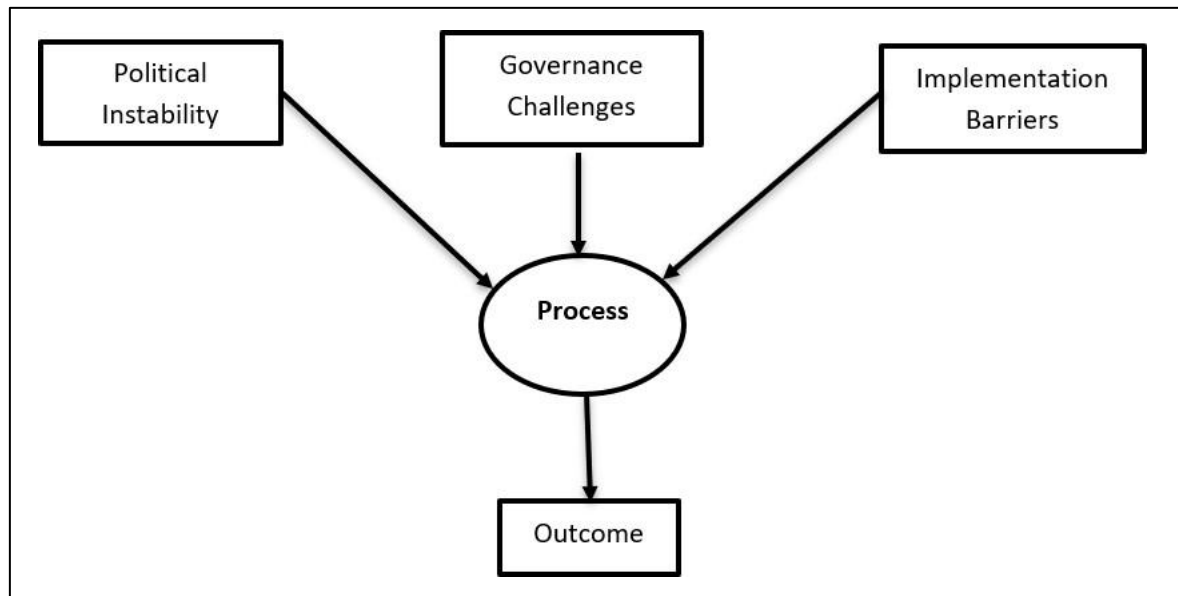 Political
Instability
Governance
Challenges
Implementation
Barriers
Process
Outcome